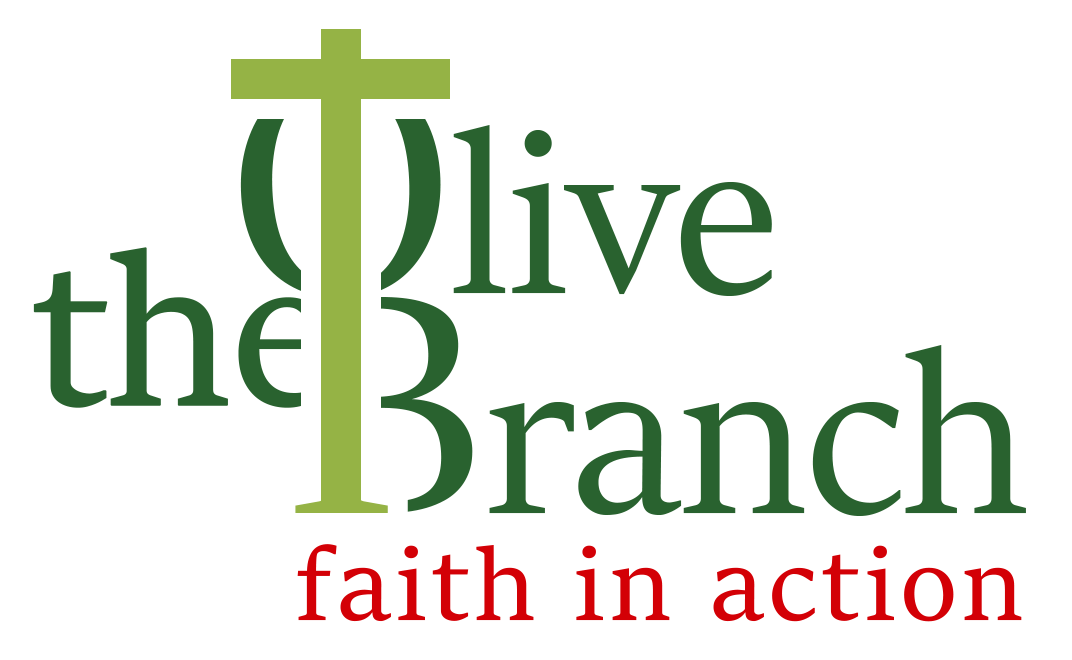 the Olive
Branch
faith in action